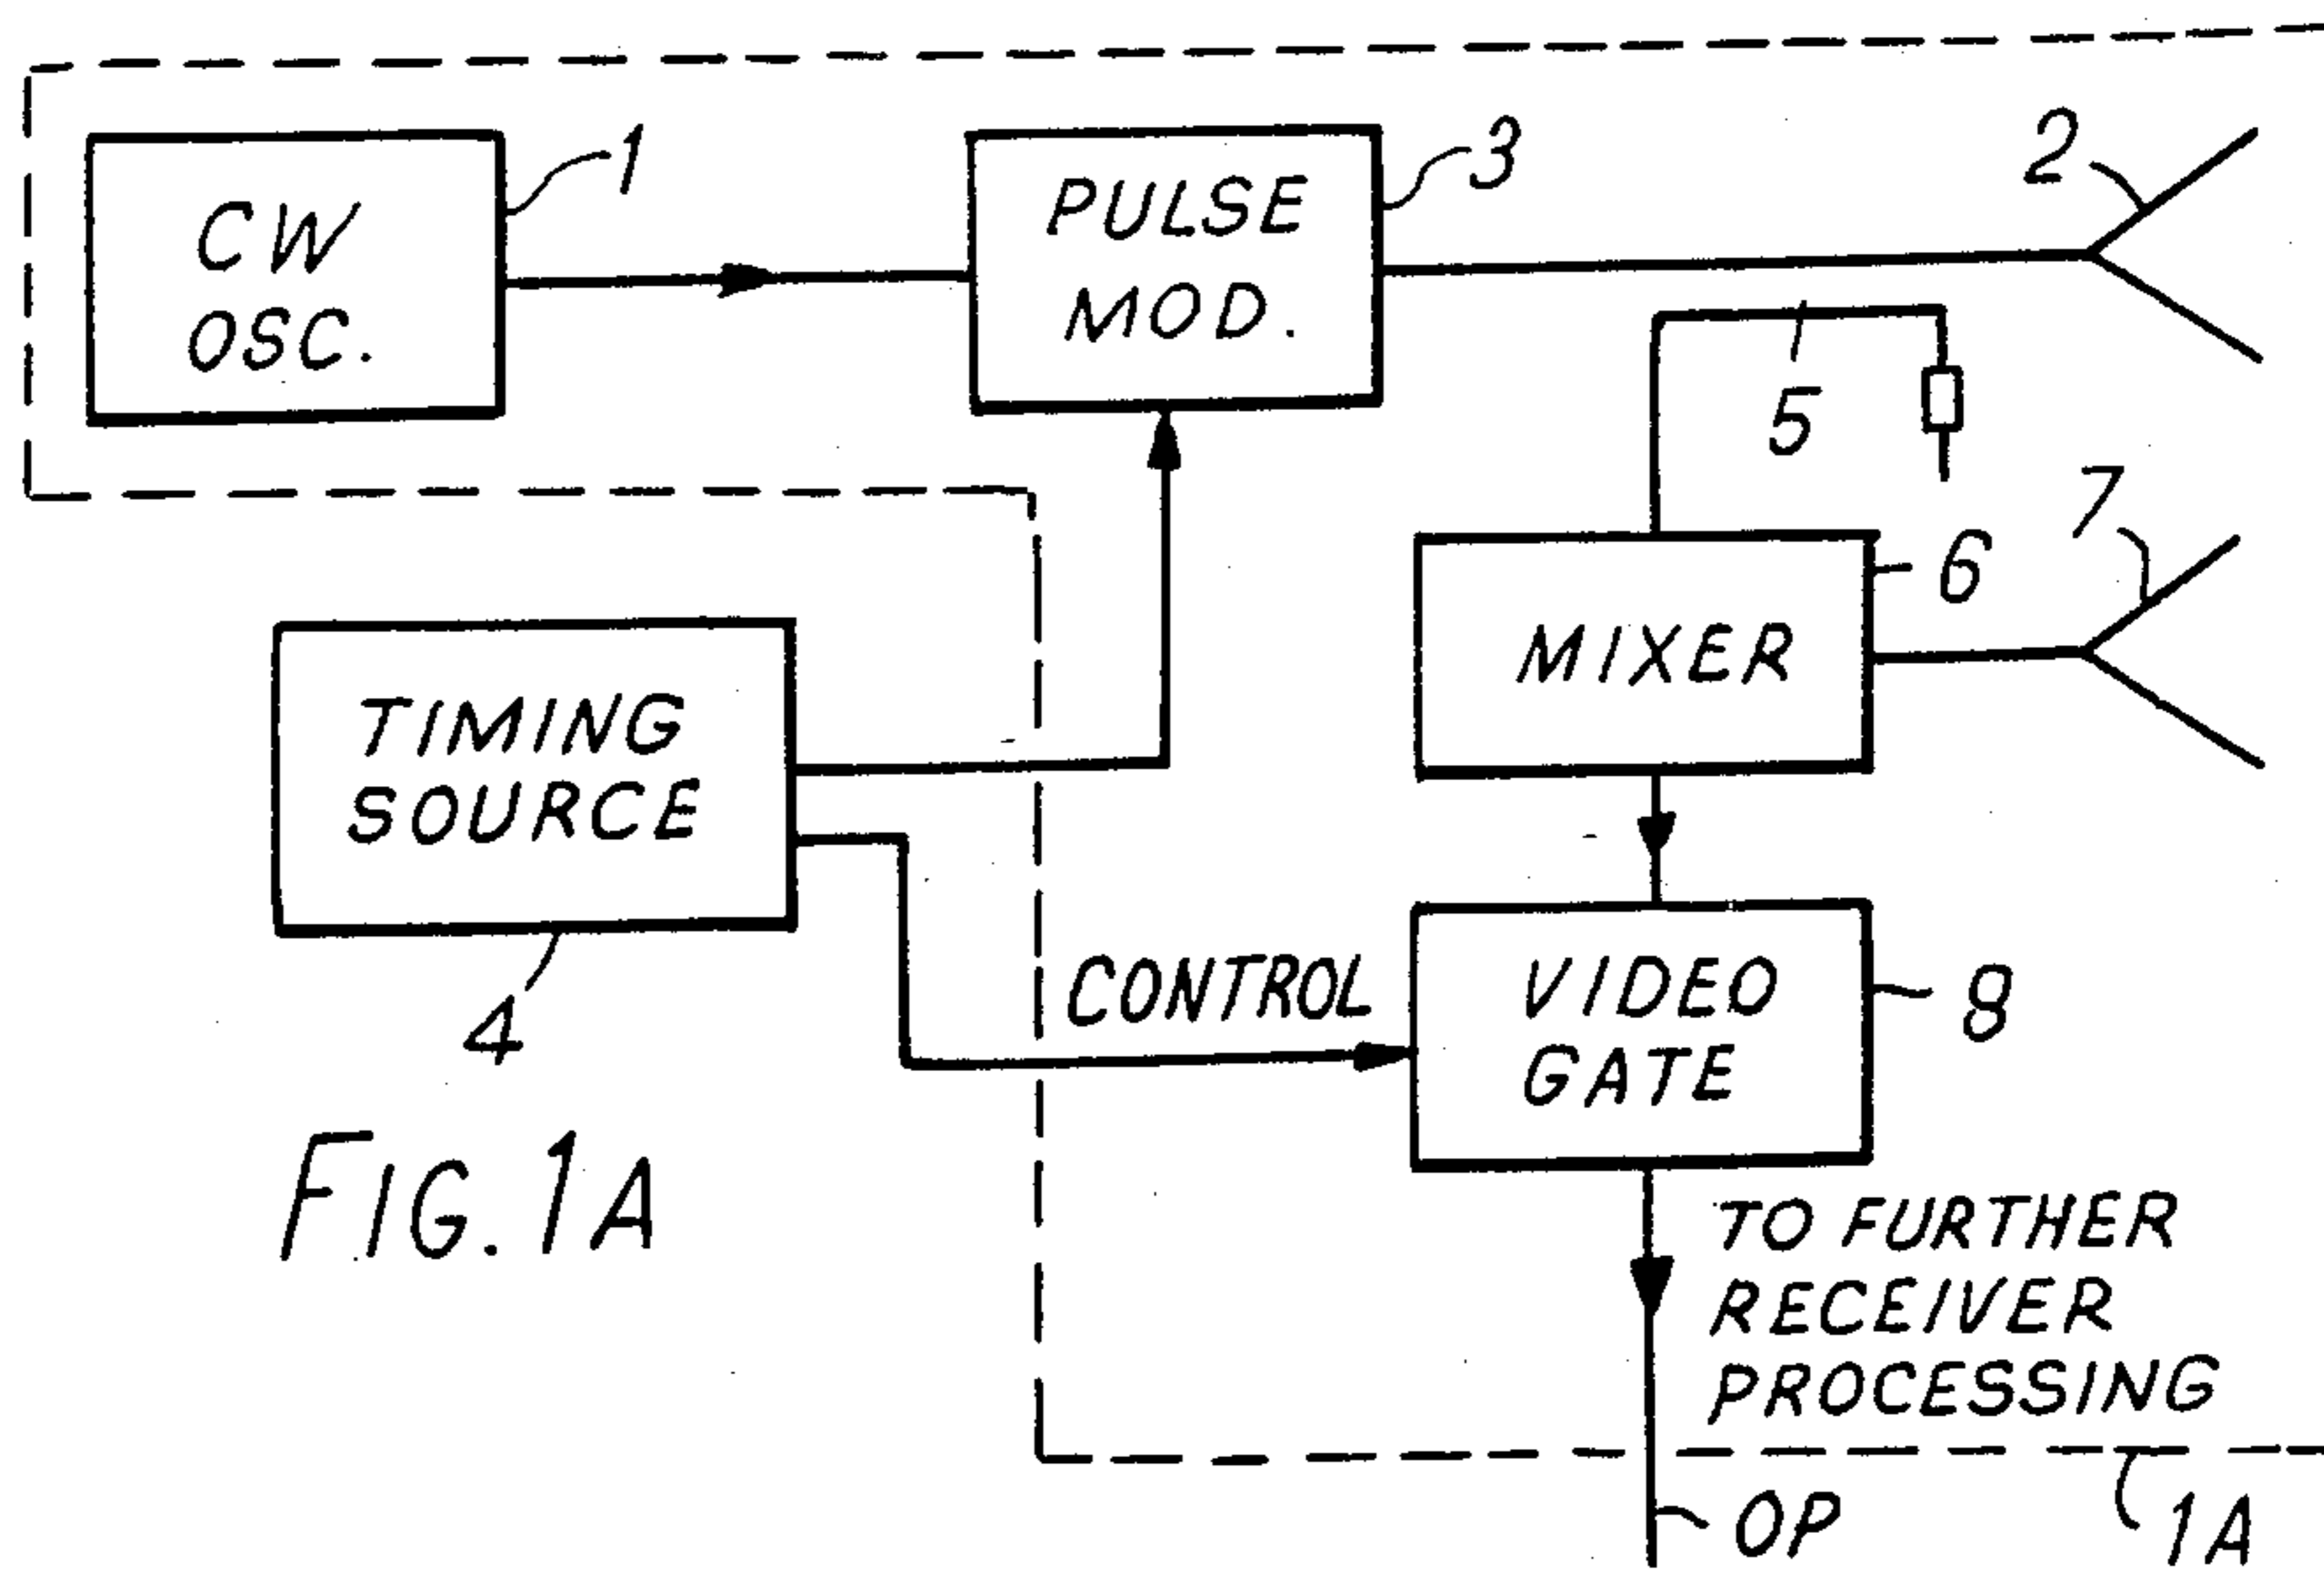 CW
OSC.
1
PULSE
MOD.
3
2
5
7
MIXER
6
TIMING
SOURCE
4
CONTROL
VIDEO
GATE
8
FIG. 1A
TO FURTHER
RECEIVER
PROCESSING
OP
1A